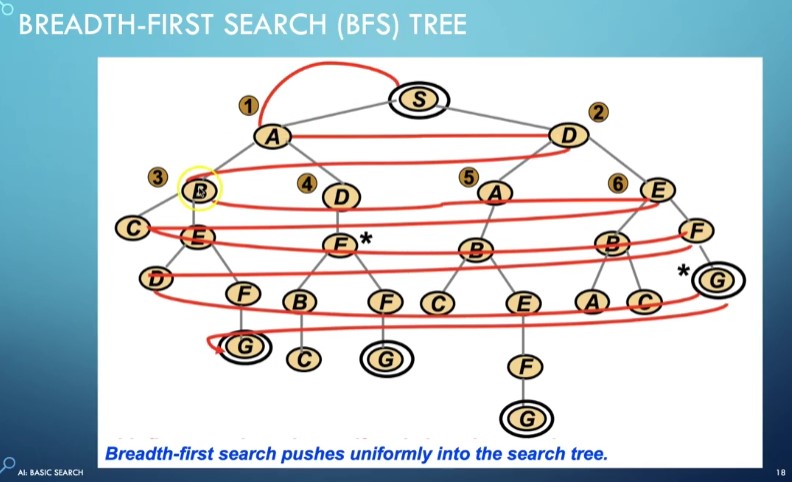 BREADTH-FIRST SEARCH (BFS) TREE
S
1
2
A
D
3
4
5
6
B
D
A
E
C
E
E
*
B
B
F
D
F
B
F
C
E
A
C
*
G
G
C
G
F
G
Breadth-first search pushes uniformly into the search tree.
AI: BASIC SEARCH
18